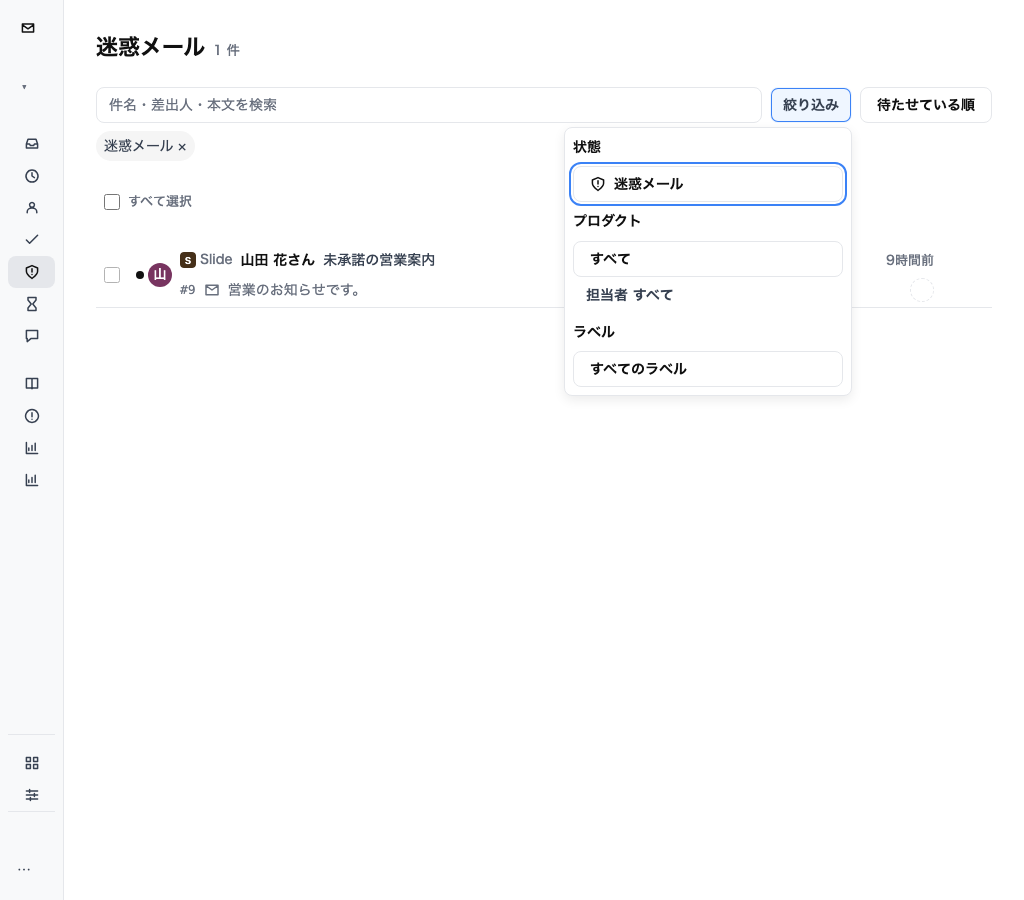 迷惑メール 1 件
件名・差出人・本文を検索
絞り込み
待たせている順
迷惑メール ×
状態
迷惑メール
プロダクト
すべて
担当者 すべて
ラベル
すべてのラベル
すべて選択
山
S Slide 山田 花さん 未承諾の営業案内
9時間前
#9 営業のお知らせです。